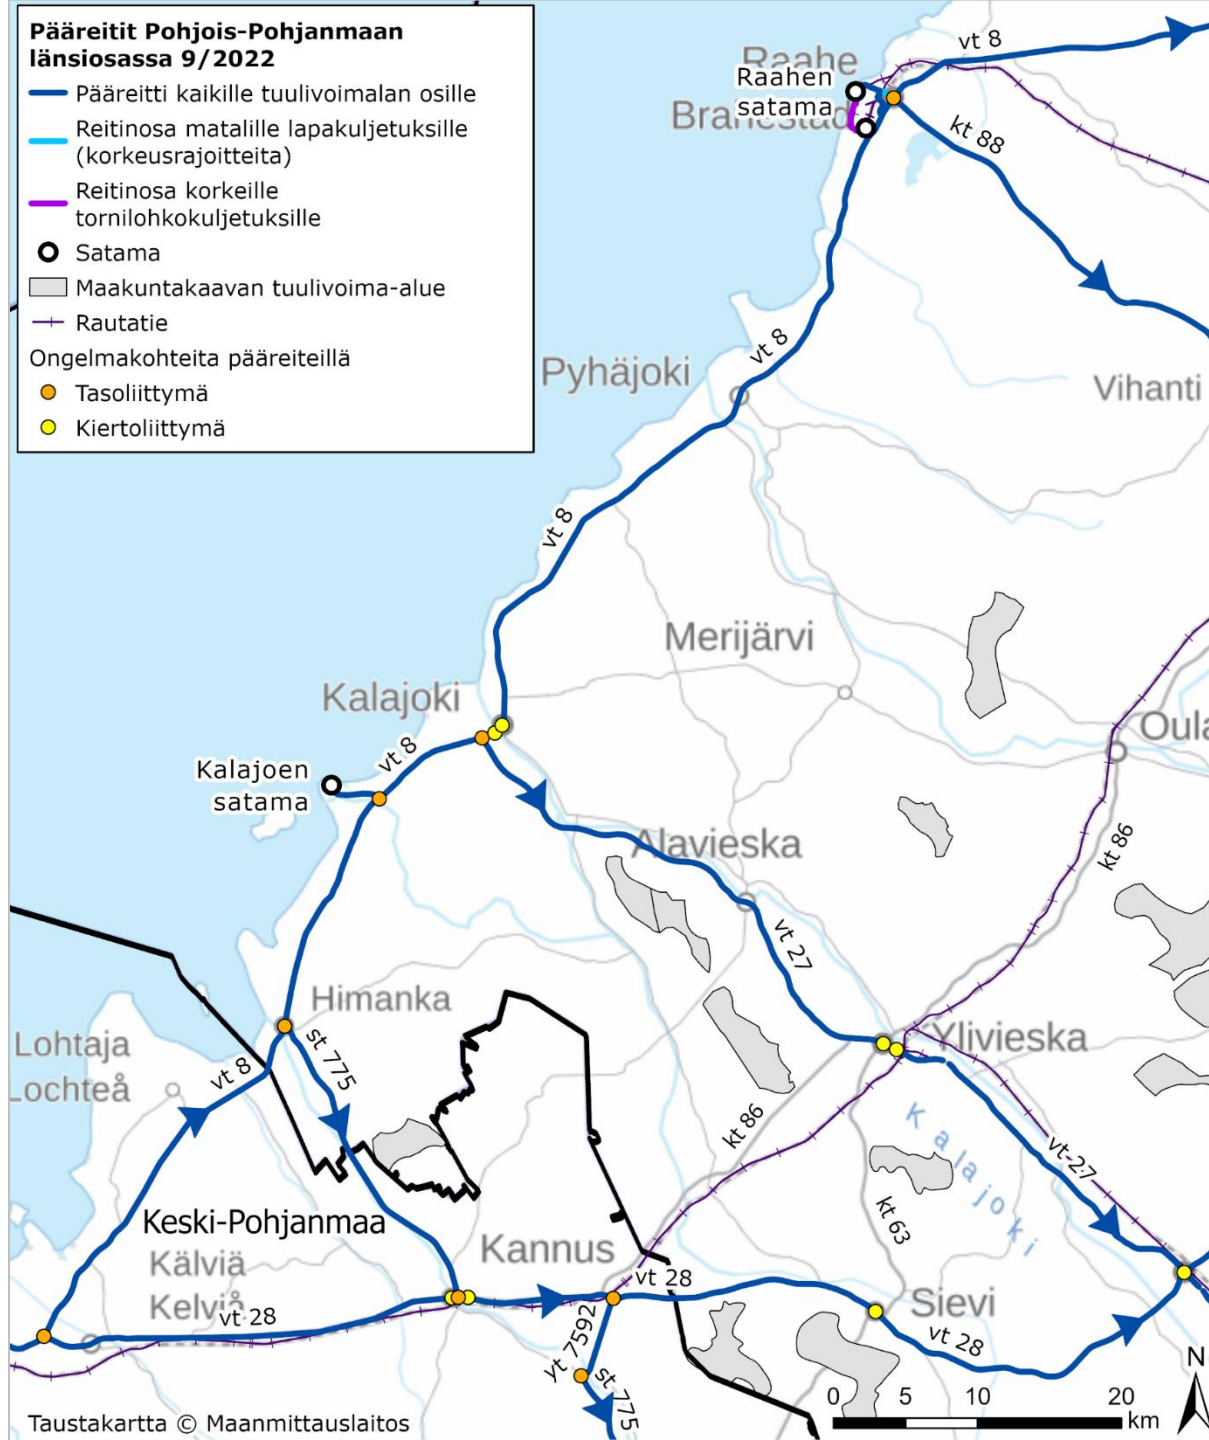 Pääreitit Pohjois-Pohjanmaan
länsiosassa 9/2022
Pääreitti kaikille tuulivoimalan osille
Reitinosa matalille lapakuljetuksille
(korkeusrajoitteita)
Reitinosa korkeille
tornilohkokuljetuksille
Satama
Maakuntakaavan tuulivoima-alue
Rautatie
Ongelmakohteita pääreiteillä
Tasoliittymä
Kiertoliittymä
vt 8
Raahe
Raahen
satama
Brahestad
kt 88
vt 8
Pyhäjoki
Vihanti
vt 8
Merijärvi
Kalajoki
Oula
vt 8
Kalajoen
satama
Alavieska
kt 86
vt 27
Himanka
Ylivieska
Lohtaja
Lochteå
vt 8
st 775
kt 86
Kalajoki
vt 27
Keski-Pohjanmaa
Kälviä
Kelviå
Kannus
kt 63
vt 28
vt 28
Sievi
vt 28
yt 7592
st 775
N
0 5 10 20
km
Taustakartta © Maanmittauslaitos